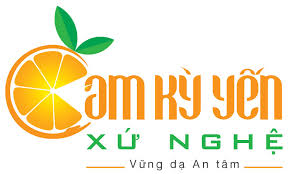 Cam Kỳ Yến
XỨ NGHỆ
Vững dạ An tâm